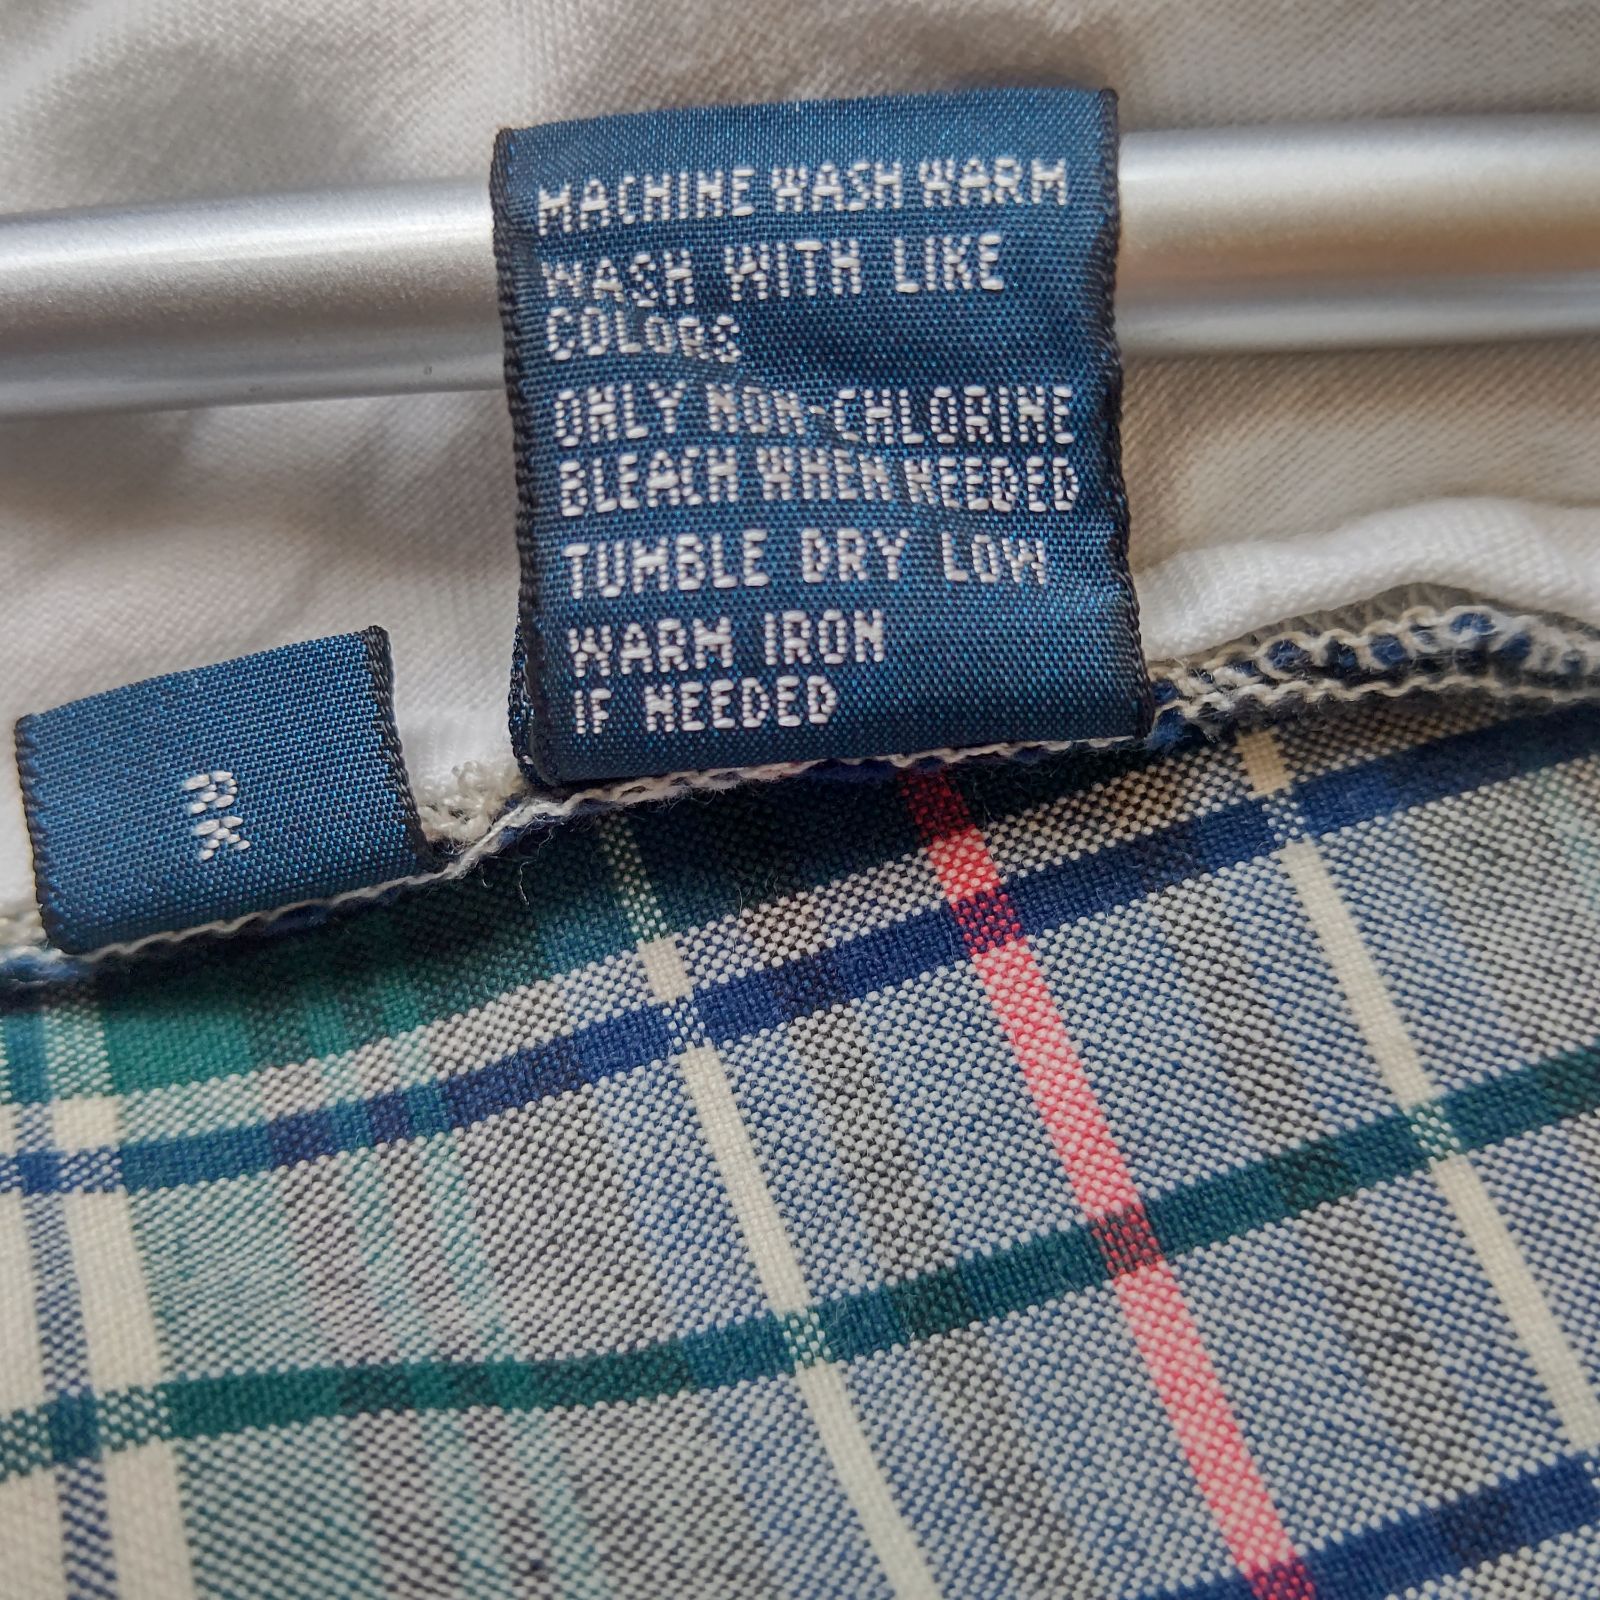 MACHINE WASH WARM
WASH WITH LIKE
COLORS
ONLY NON-CHLORINE
BLEACH WHEN NEEDED
TUMBLE DRY LOW
WARM IRON
IF NEEDED
RK